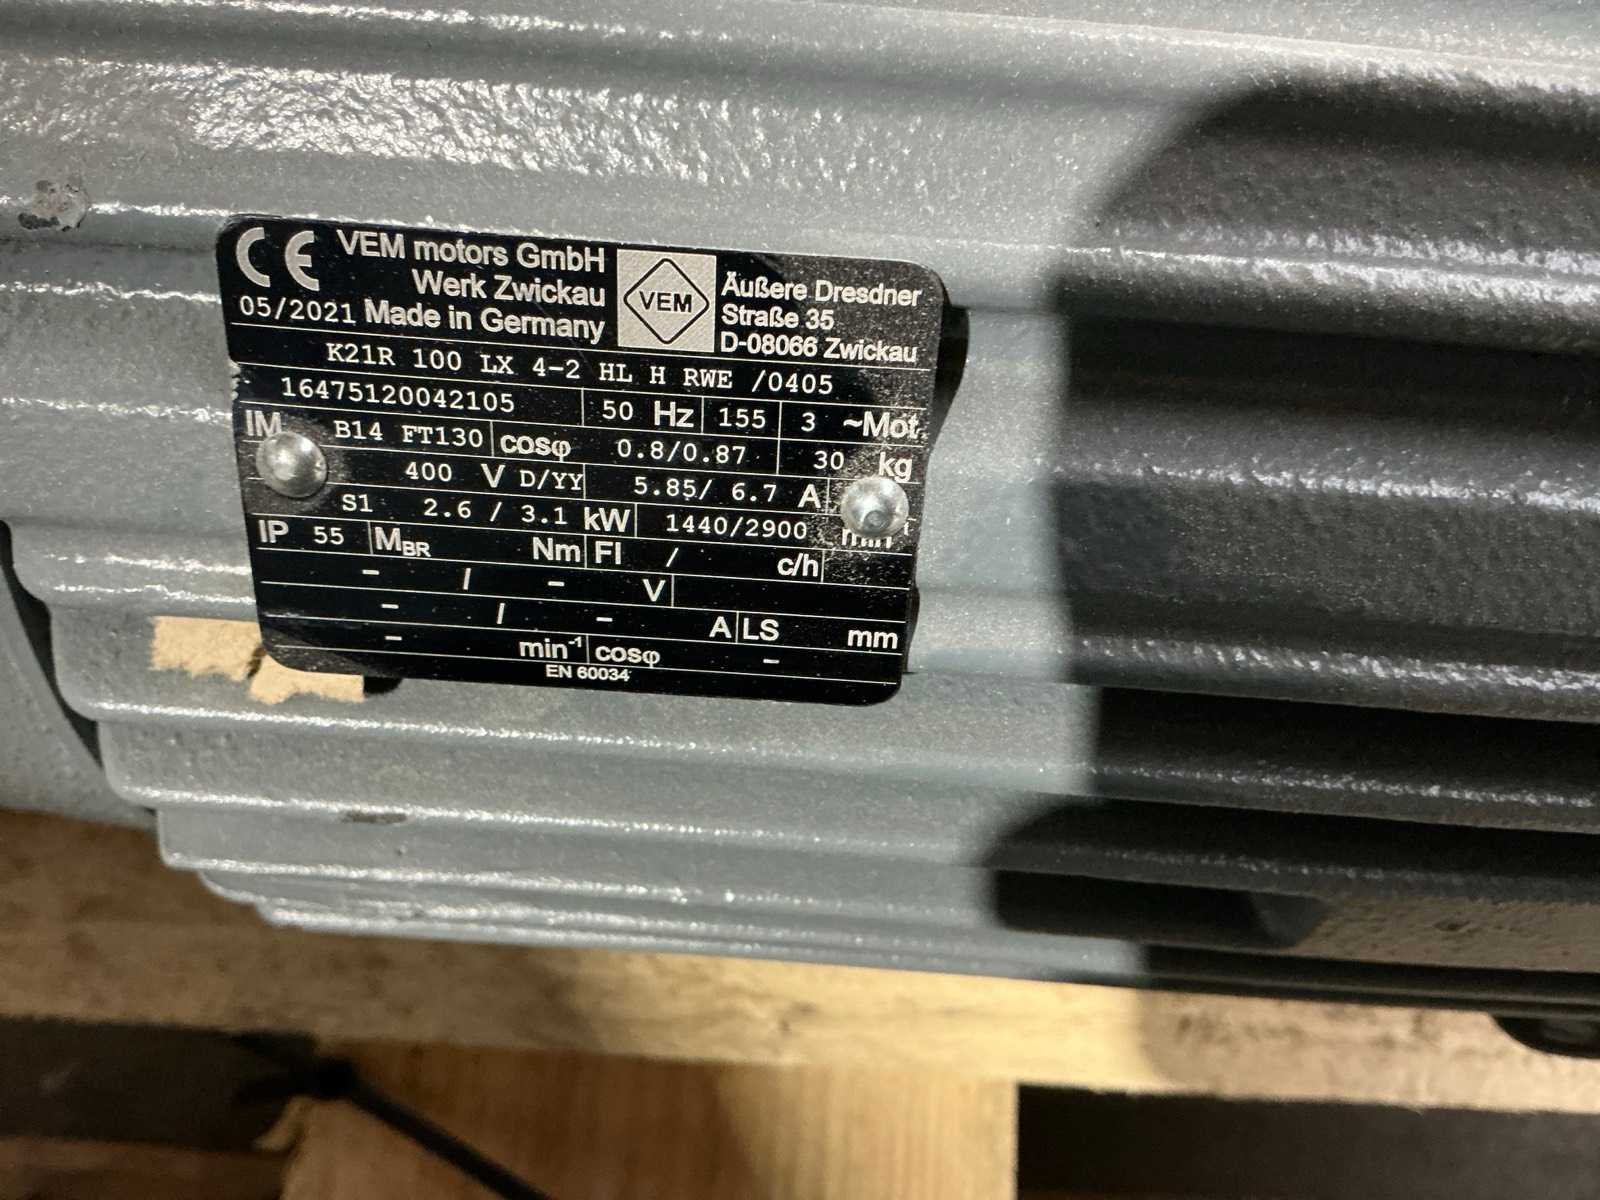 CE VEM motors GmbH
Werk Zwickau
05/2021 Made in Germany
VEM
Äußere Dresdner
Straße 35
D-08066 Zwickau
K21R 100 LX 4-2 HL H RWE /0405
16475120042105 50 Hz 155 3 ~Mot.
IM B14 FT130 cosφ 0.8/0.87 30 kg
400 V D/YY 5.85/ 6.7 A
S1 2.6 / 3.1 kW 1440/2900
IP 55 MBR Nm FI / c/h
- / - V
- / - A LS mm
- min-1 cosφ -
EN 60034